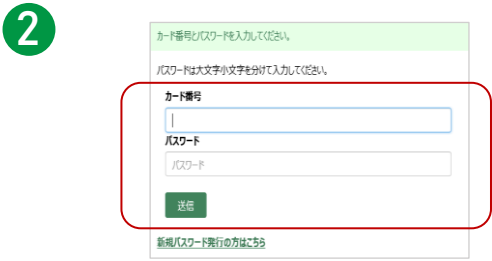 2
カード番号とパスワードを入力してください。
パスワードは大文字小文字を分けて入力してください。
カード番号
パスワード
パスワード
送信
新規パスワード発行の方はこちら